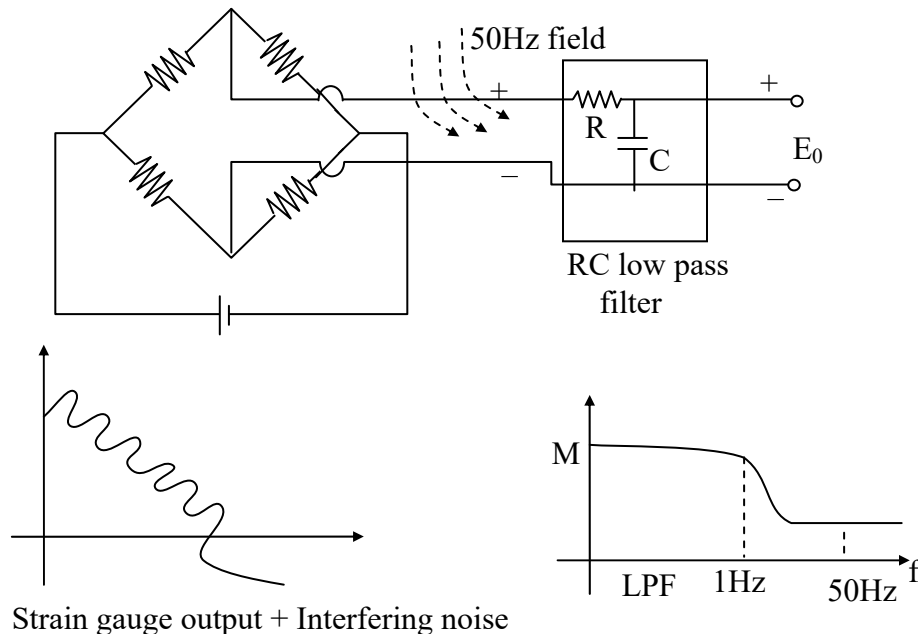 50Hz field
+
+
R
C
E₀
–
–
RC low pass
filter
M
LPF
1Hz
50Hz
f
Strain gauge output + Interfering noise